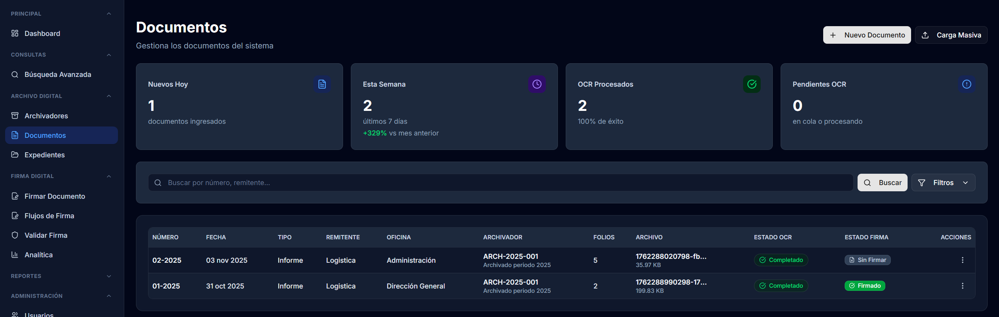 PRINCIPAL
Dashboard
CONSULTAS
Búsqueda Avanzada
ARCHIVO DIGITAL
Archivadores
Documentos
Expedientes
FIRMA DIGITAL
Firmar Documento
Flujos de Firma
Validar Firma
Analítica
REPORTES
ADMINISTRACIÓN
Usuarios
Documentos
Gestiona los documentos del sistema
Nuevo Documento
Carga Masiva
Nuevos Hoy
1
documentos ingresados
Esta Semana
2
últimos 7 días
+329% vs mes anterior
OCR Procesados
2
100% de éxito
Pendientes OCR
0
en cola o procesando
Buscar por número, remitente...
Buscar
Filtros
NÚMERO FECHA TIPO REMITENTE OFICINA ARCHIVADOR FOLIOS ARCHIVO ESTADO OCR ESTADO FIRMA ACCIONES
02-2025 03 nov 2025 Informe Logistica Administración ARCH-2025-001 5 1762288020798-fb... Completado Sin Firmar
Archivado periodo 2025 35.97 KB
01-2025 31 oct 2025 Informe Logistica Dirección General ARCH-2025-001 2 1762288990298-17... Completado Firmado
Archivado periodo 2025 199.83 KB